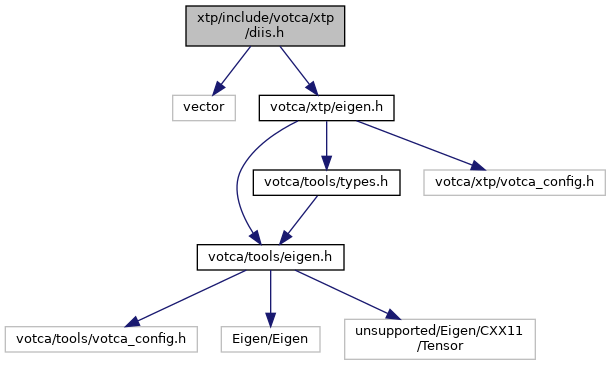 xtp/include/votca/xtp
/diis.h
vector
votca/xtp/eigen.h
votca/tools/types.h
votca/xtp/votca_config.h
votca/tools/eigen.h
votca/tools/votca_config.h
Eigen/Eigen
unsupported/Eigen/CXX11
/Tensor